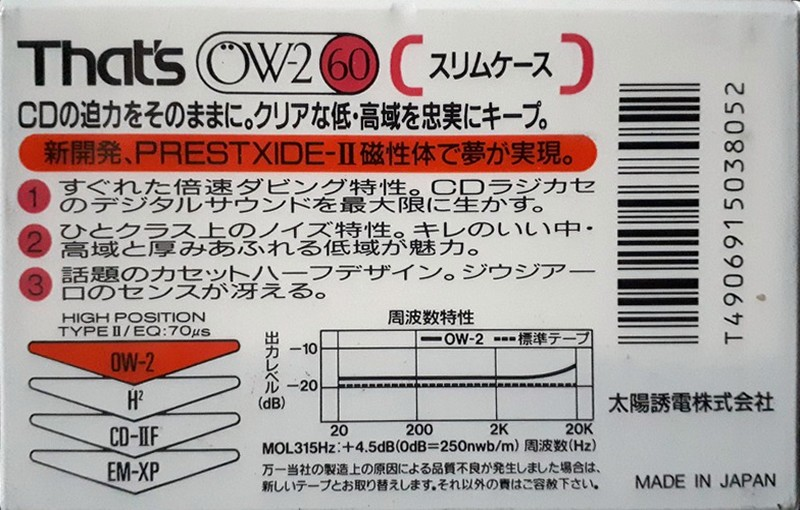 That's ÖW-2 60 スリムケース
CDの迫力をそのままに。クリアな低・高域を忠実にキープ。
新開発、PRESTXIDE-II磁性体で夢が実現。
1 すぐれた倍速ダビング特性。CDラジカセ
のデジタルサウンドを最大限に生かす。
2 ひとクラス上のノイズ特性。キレのいい中・
高域と厚みあふれる低域が魅力。
3 話題のカセットハーフデザイン。ジウジアー
ロのセンスが冴える。
HIGH POSITION
TYPE II/EQ:70μs
OW-2
H²
CD-IIF
EM-XP
周波数特性
出力レベル(dB)
OW-2 標準テープ
-10
-20
20 200 2K 20K
MOL315Hz:+4.5dB(0dB=250nwb/m) 周波数(Hz)
万一当社の製造上の原因による品質不良が発生しました場合は、
新しいテープとお取り替えします。それ以外の責はご容赦下さい。
T4906915038052
太陽誘電株式会社
MADE IN JAPAN